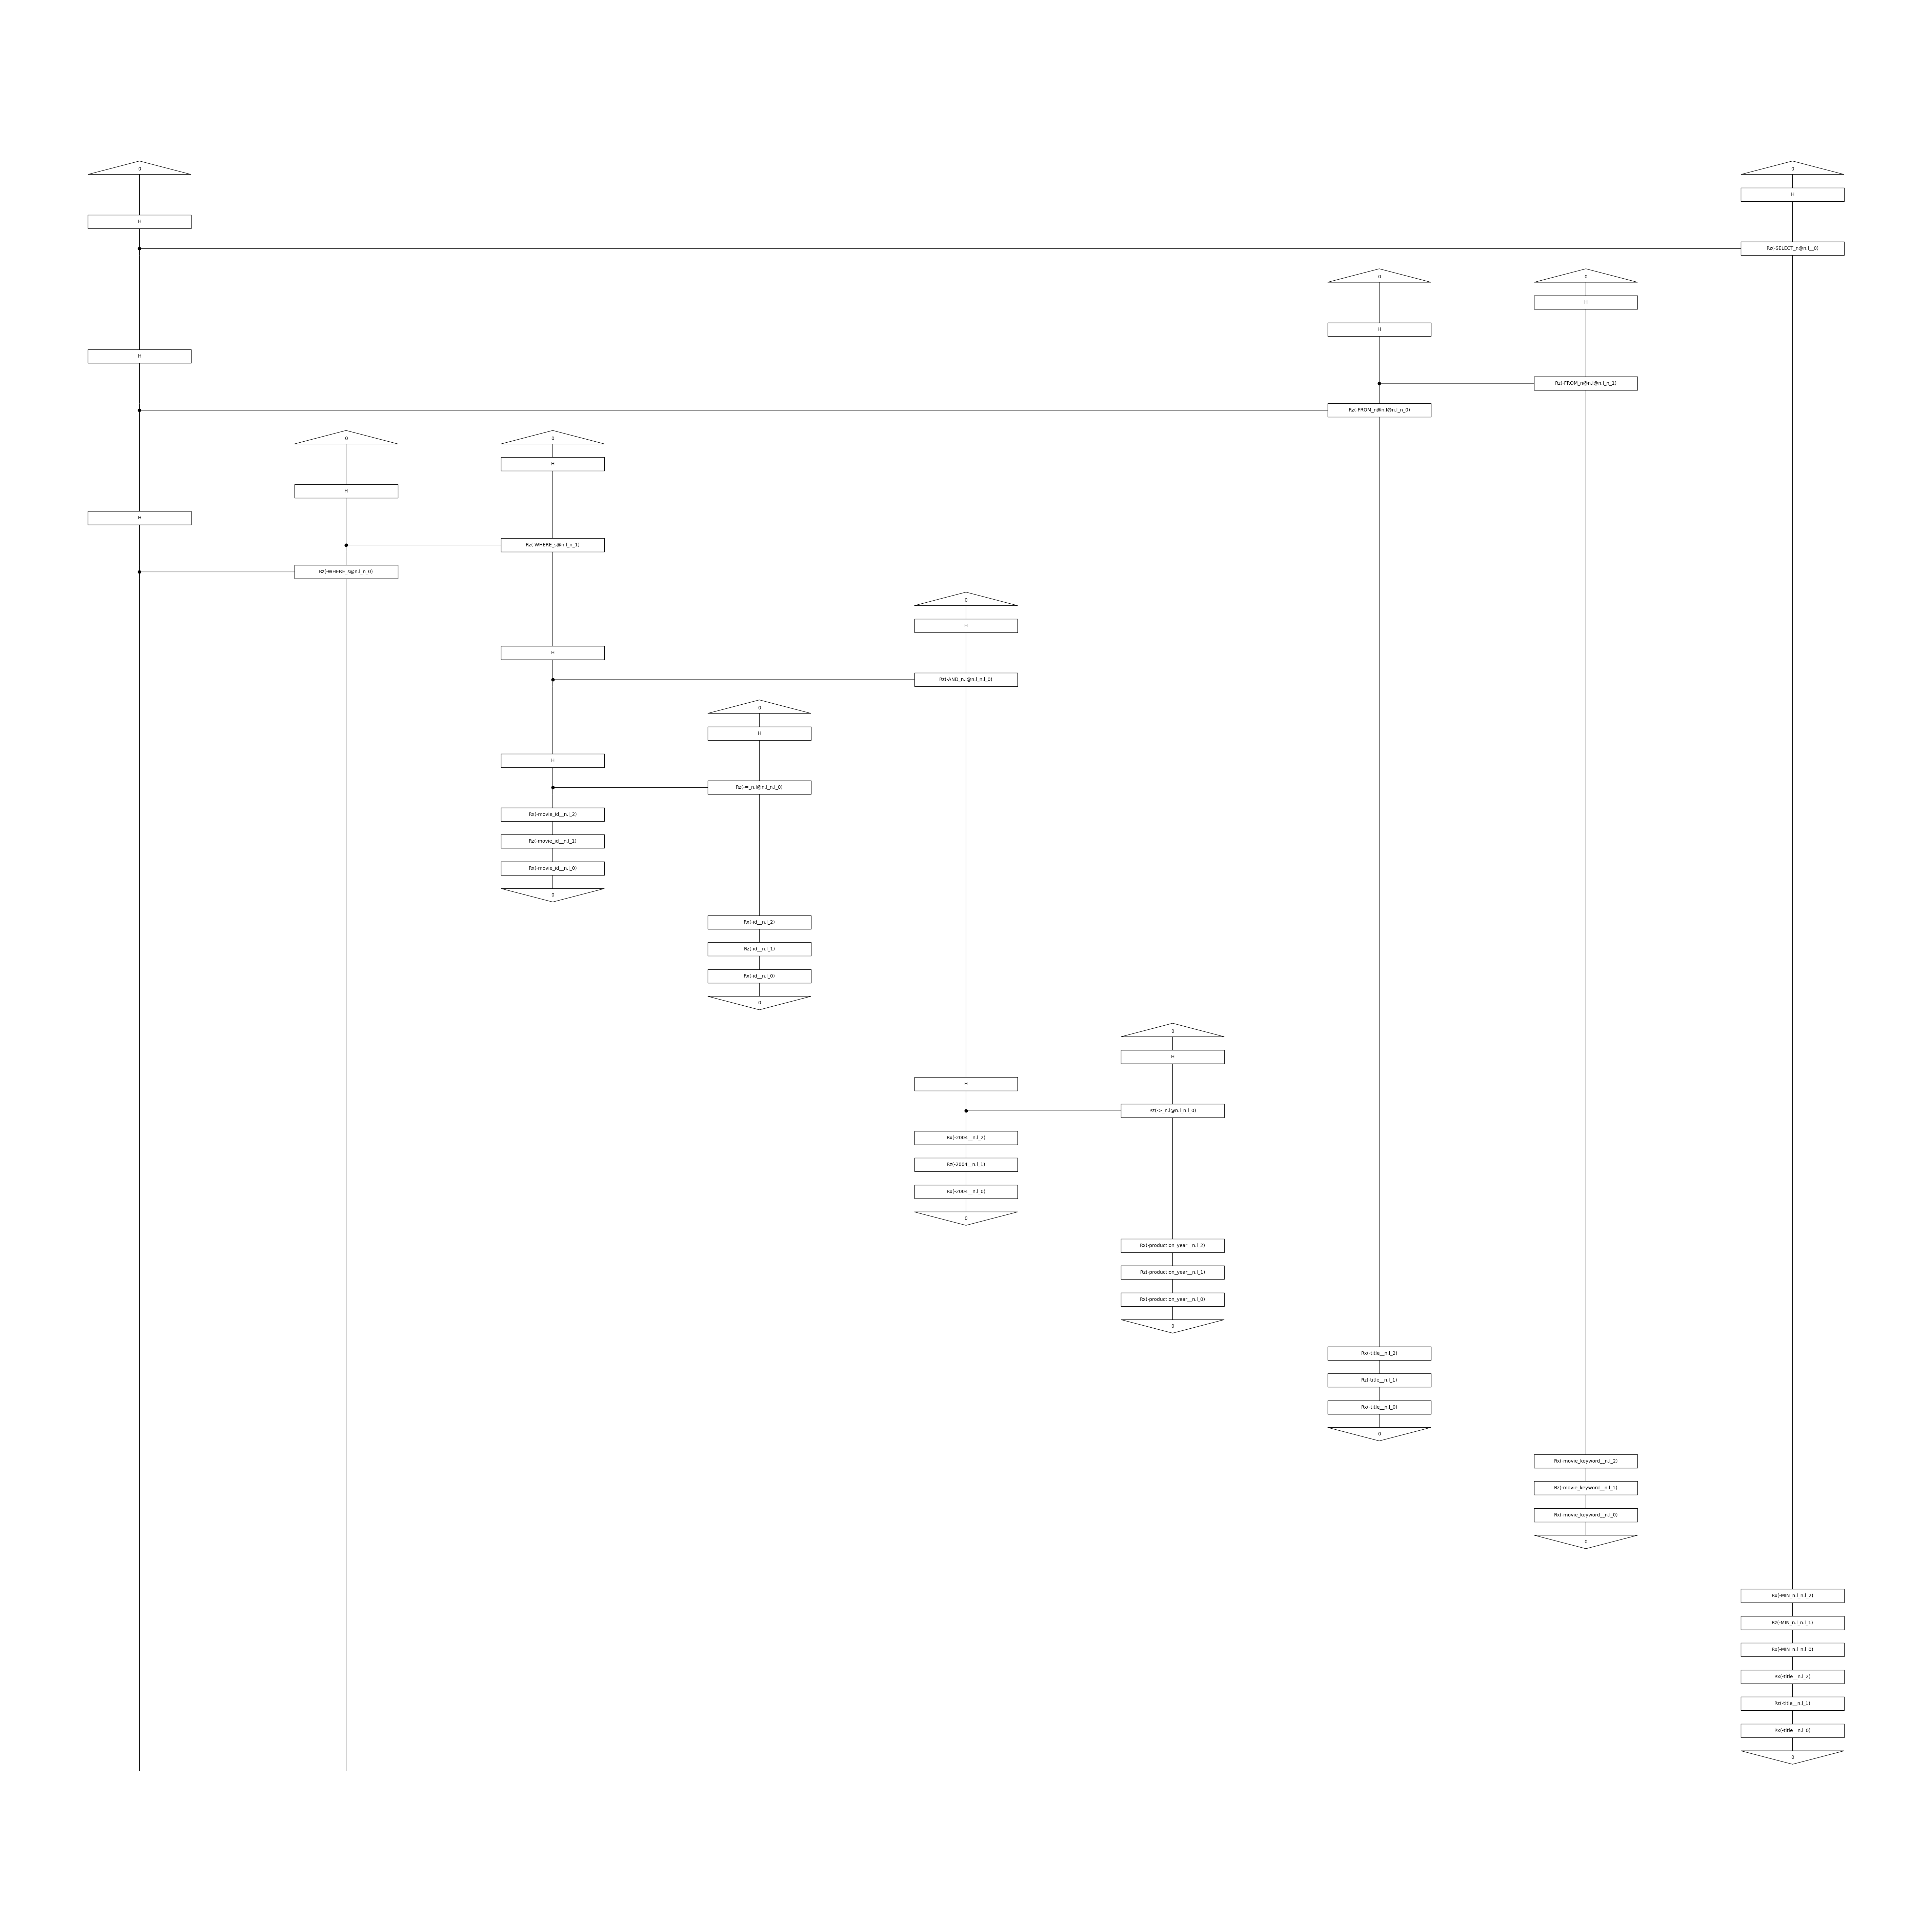 0
0
H
H
Rz(-SELECT_n@n.l__0)
0
0
H
H
H
Rz(-FROM_n@n.l@n.l_n_1)
Rz(-FROM_n@n.l@n.l_n_0)
0
0
H
H
H
Rz(-WHERE_s@n.l_n_1)
Rz(-WHERE_s@n.l_n_0)
0
H
H
Rz(-AND_n.l@n.l_n.l_0)
0
H
H
Rz(-=_n.l@n.l_n.l_0)
Rx(-movie_id__n.l_2)
Rz(-movie_id__n.l_1)
Rx(-movie_id__n.l_0)
0
Rx(-id__n.l_2)
Rz(-id__n.l_1)
Rx(-id__n.l_0)
0
0
H
H
Rz(->_n.l@n.l_n.l_0)
Rx(-2004__n.l_2)
Rz(-2004__n.l_1)
Rx(-2004__n.l_0)
0
Rx(-production_year__n.l_2)
Rz(-production_year__n.l_1)
Rx(-production_year__n.l_0)
0
Rx(-title__n.l_2)
Rz(-title__n.l_1)
Rx(-title__n.l_0)
0
Rx(-movie_keyword__n.l_2)
Rz(-movie_keyword__n.l_1)
Rx(-movie_keyword__n.l_0)
0
Rx(-MIN_n.l_n.l_2)
Rz(-MIN_n.l_n.l_1)
Rx(-MIN_n.l_n.l_0)
Rx(-title__n.l_2)
Rz(-title__n.l_1)
Rx(-title__n.l_0)
0